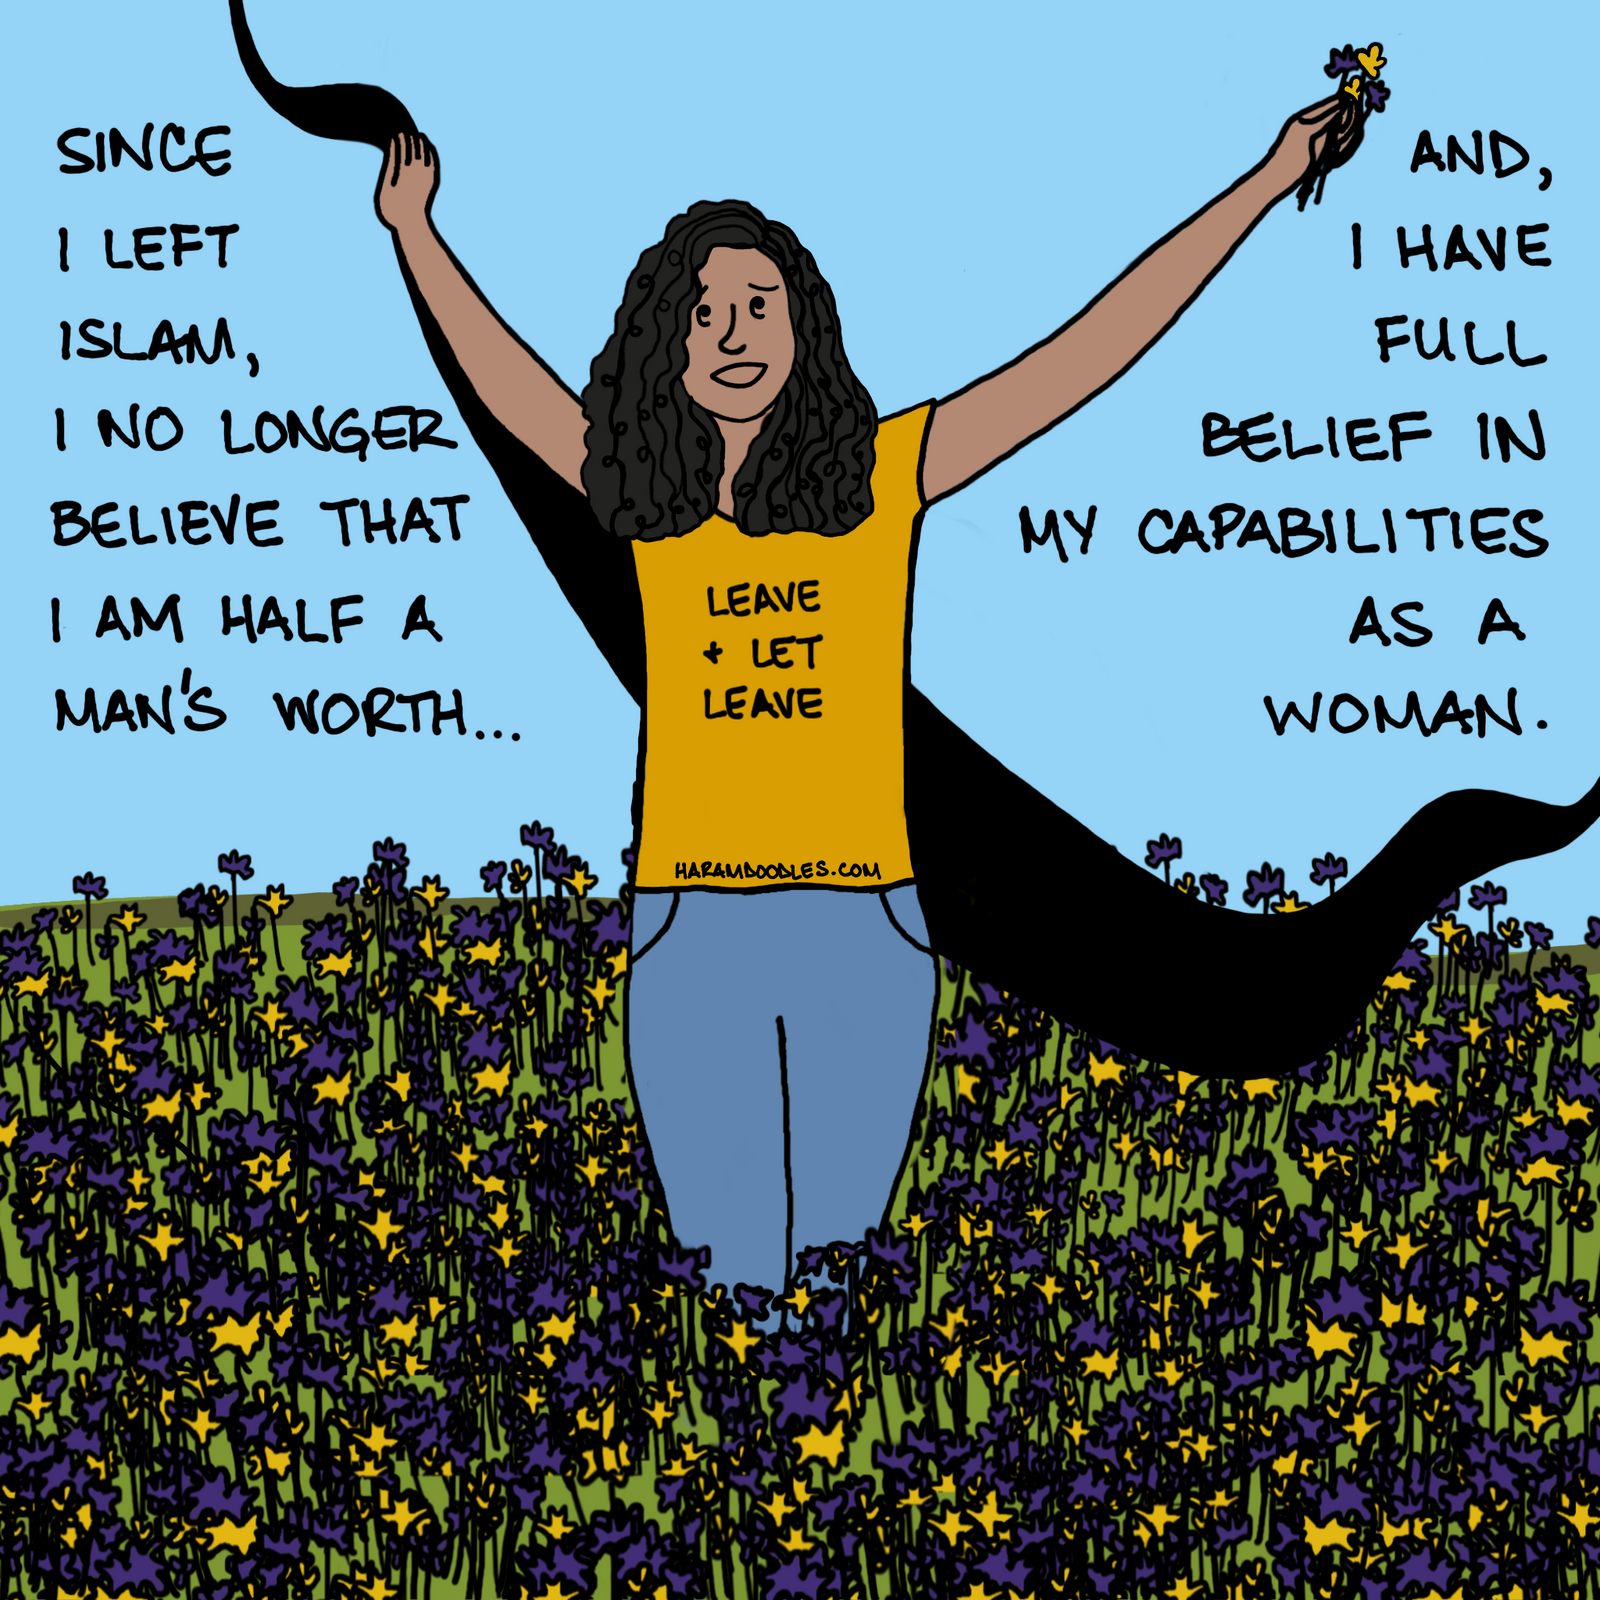 SINCE
I LEFT
ISLAM,
I NO LONGER
BELIEVE THAT
I AM HALF A
MAN'S WORTH...
AND,
I HAVE
FULL
BELIEF IN
MY CAPABILITIES
AS A
WOMAN.
LEAVE
+ LET
LEAVE
HARAMDOODLES.COM